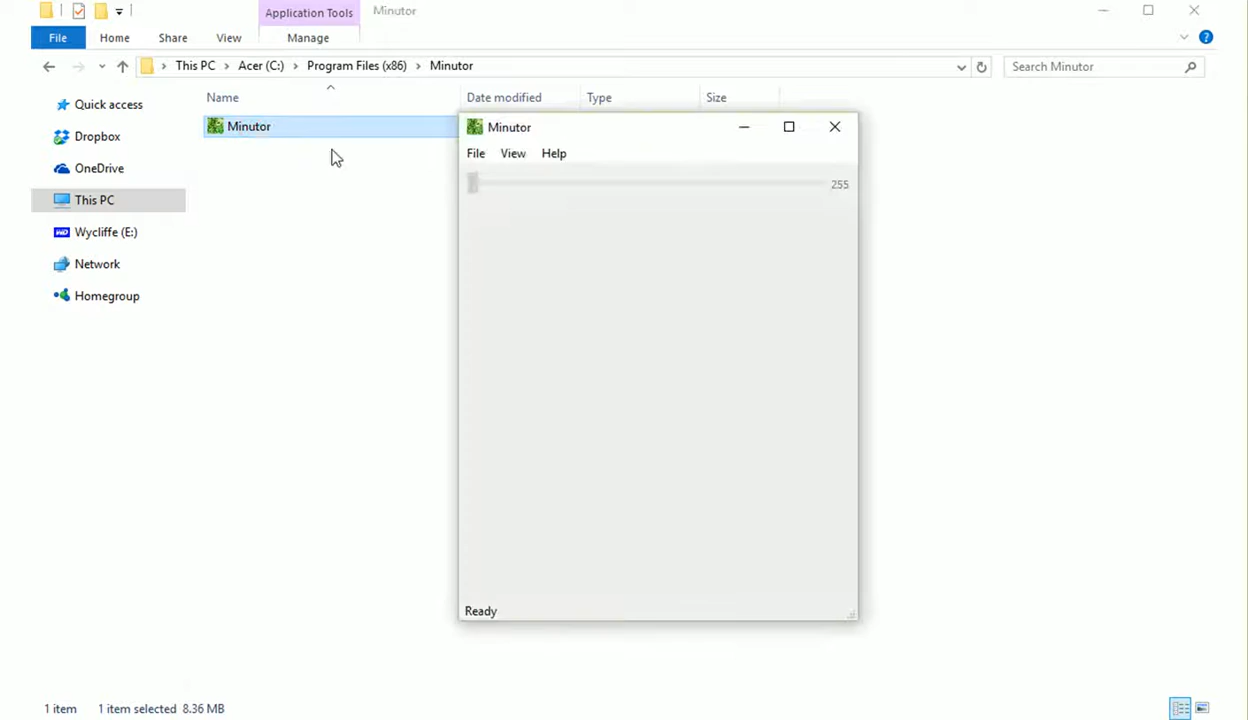 Application Tools Minutor
File Home Share View Manage
This PC Acer (C:) Program Files (x86) Minutor Search Minutor
Name Date modified Type Size
Quick access
Dropbox
OneDrive
This PC
WD Wycliffe (E:)
Network
Homegroup
Minutor
Minutor
File View Help
255
Ready
1 item 1 item selected 8.36 MB